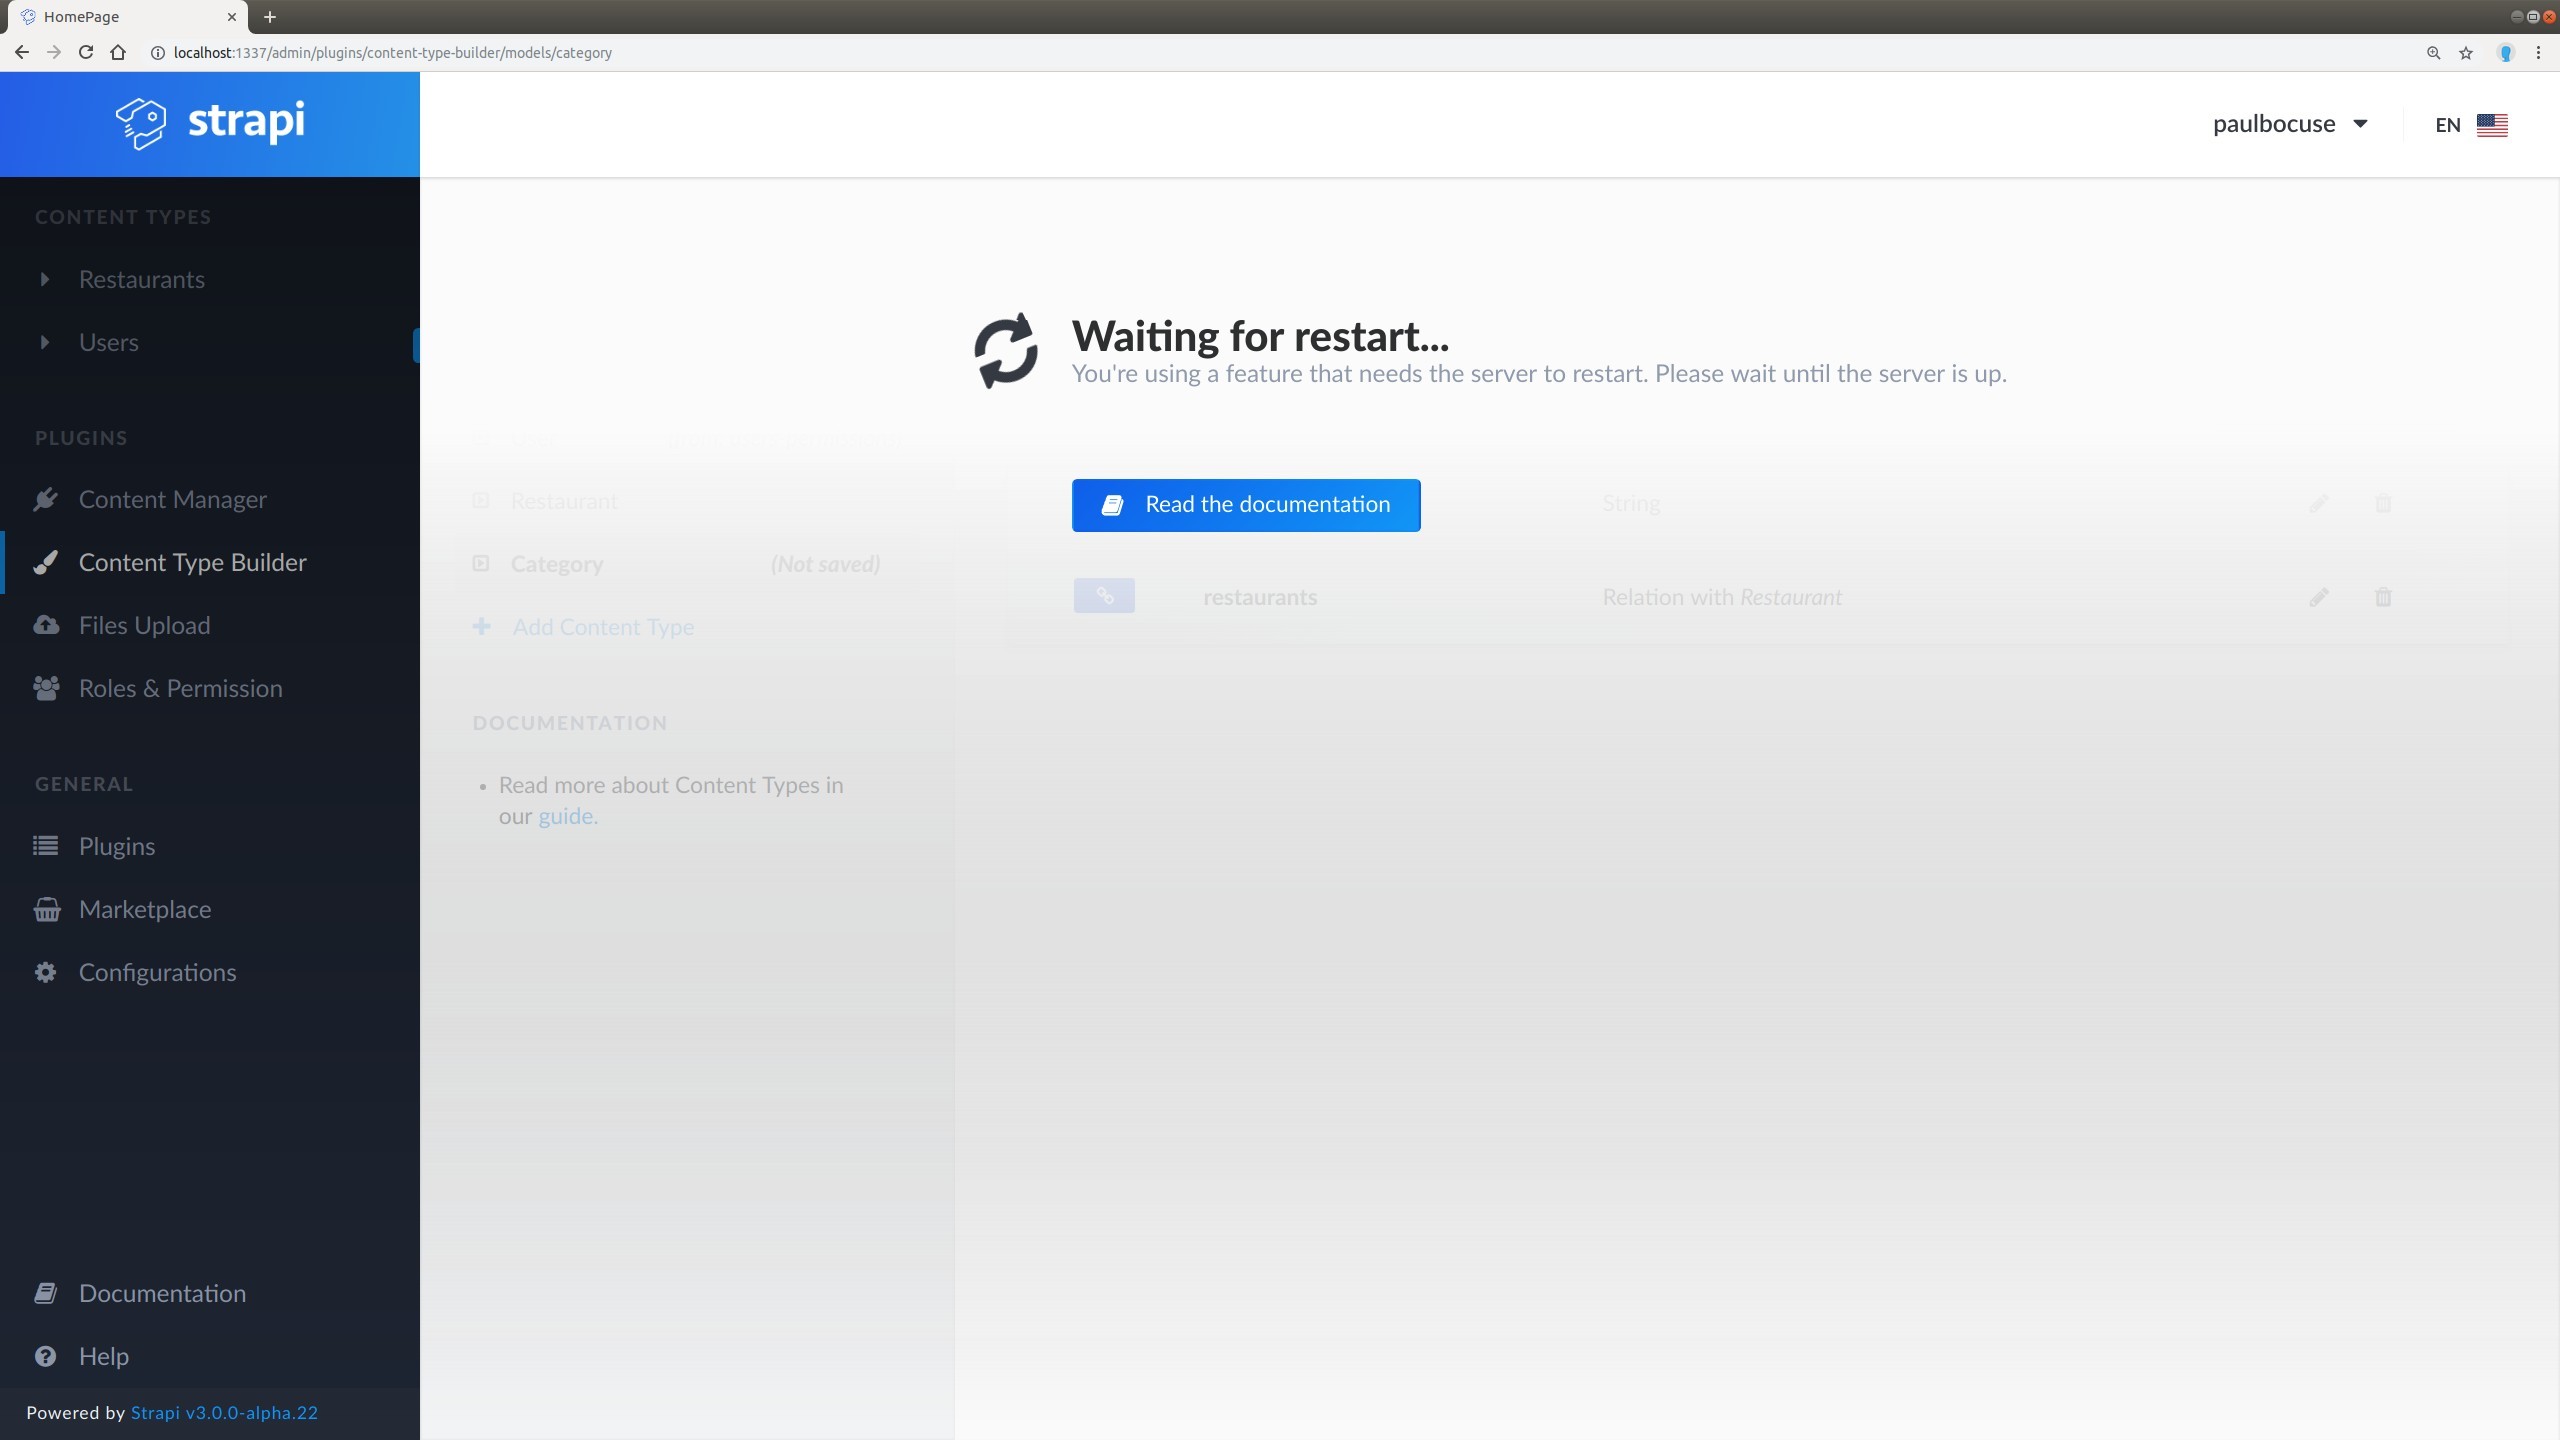 HomePage
localhost:1337/admin/plugins/content-type-builder/models/category
strapi
paulbocuse
EN
CONTENT TYPES
Restaurants
Users
PLUGINS
Content Manager
Content Type Builder
Files Upload
Roles & Permission
GENERAL
Plugins
Marketplace
Configurations
Documentation
Help
Powered by Strapi v3.0.0-alpha.22
Waiting for restart...
You're using a feature that needs the server to restart. Please wait until the server is up.
Read the documentation
Restaurant
Category (Not saved)
Add Content Type
DOCUMENTATION
Read more about Content Types in
our guide.
String
restaurants Relation with Restaurant